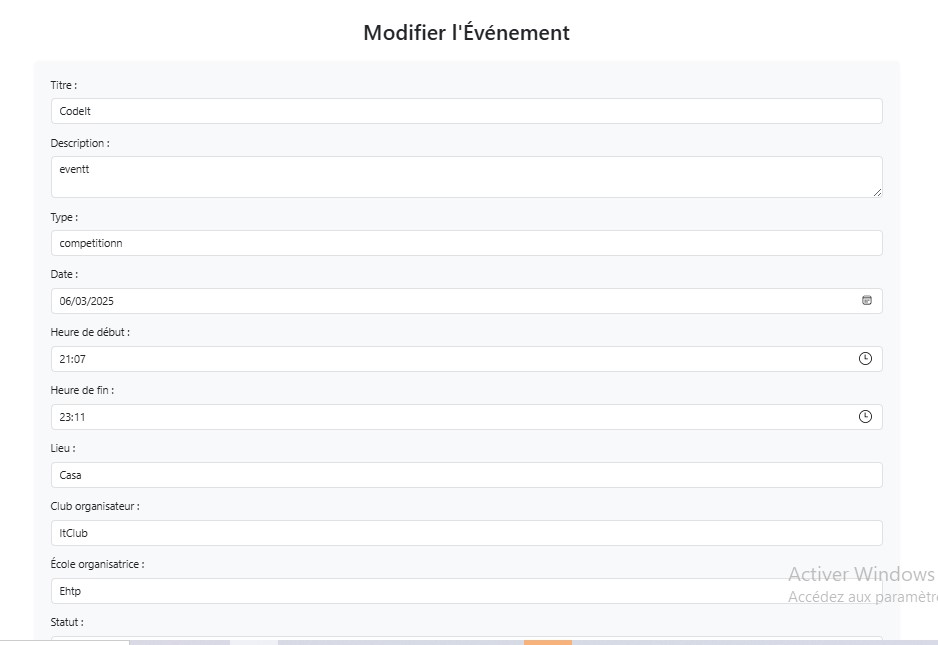 Modifier l'Événement
Titre :
CodeIt
Description :
eventt
Type :
competitionn
Date :
06/03/2025
Heure de début :
21:07
Heure de fin :
23:11
Lieu :
Casa
Club organisateur :
ItClub
École organisatrice :
Ehtp
Statut :
Activer Windows
Accédez aux paramètre